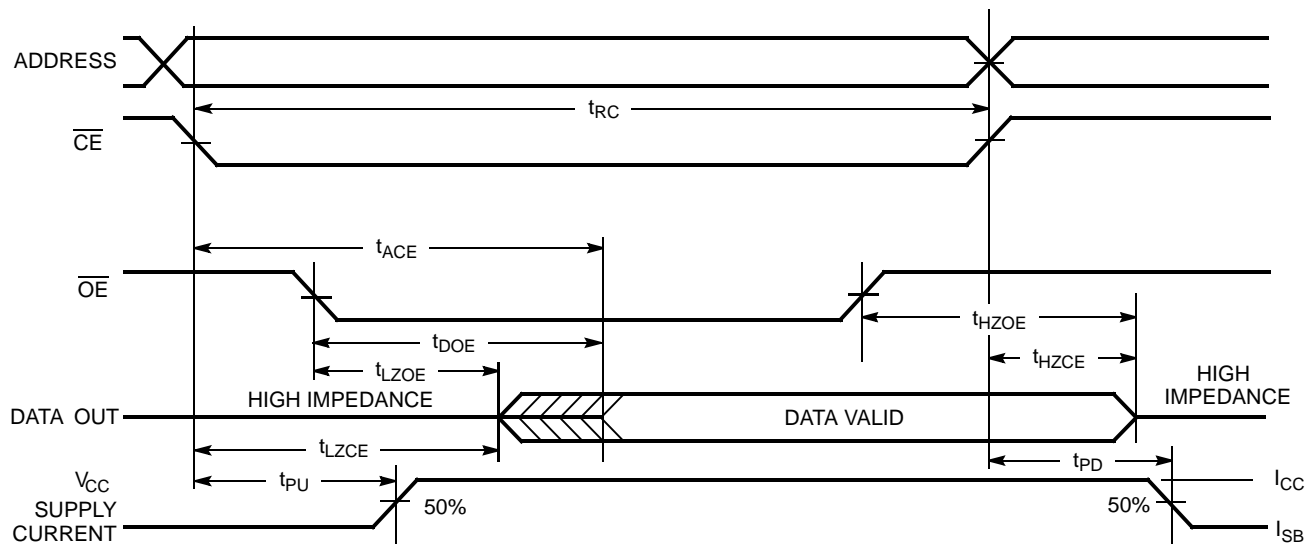 ADDRESS
tRC
CE
tACE
OE
tHZOE
tDOE
tHZCE
tLZOE
HIGH IMPEDANCE
HIGH
IMPEDANCE
DATA OUT
DATA VALID
tLZCE
tPD
VCC
SUPPLY
CURRENT
tPU
50%
50%
ICC
ISB